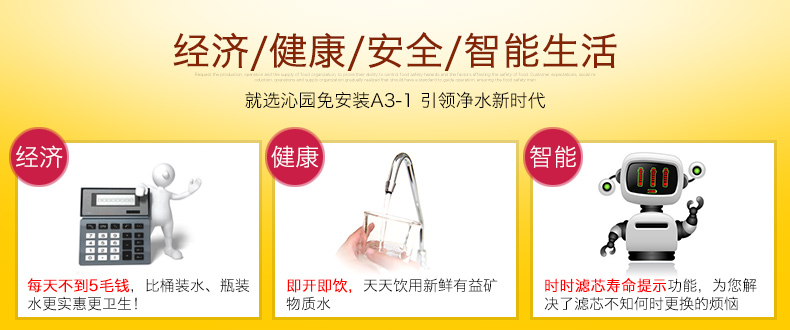 经济/健康/安全/智能生活
就选沁园免安装A3-1 引领净水新时代
经济
每天不到5毛钱，比桶装水、瓶装
水更实惠更卫生！
健康
即开即饮，天天饮用新鲜有益矿
物质水
智能
时时滤芯寿命提示功能，为您解
决了滤芯不知何时更换的烦恼